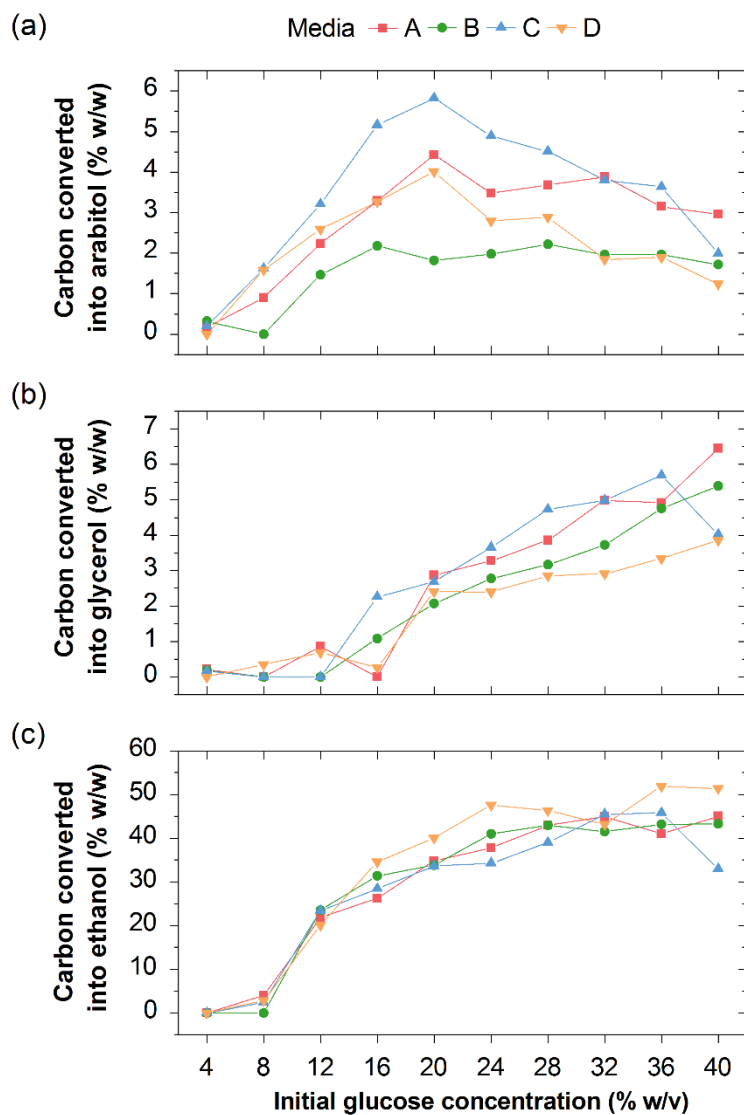 (a)
Media A B C D
Carbon converted
into arabitol (% w/w)
6
5
4
3
2
1
0
(b)
Carbon converted
into glycerol (% w/w)
7
6
5
4
3
2
1
0
(c)
Carbon converted
into ethanol (% w/w)
60
50
40
30
20
10
0
4 8 12 16 20 24 28 32 36 40
Initial glucose concentration (% w/v)